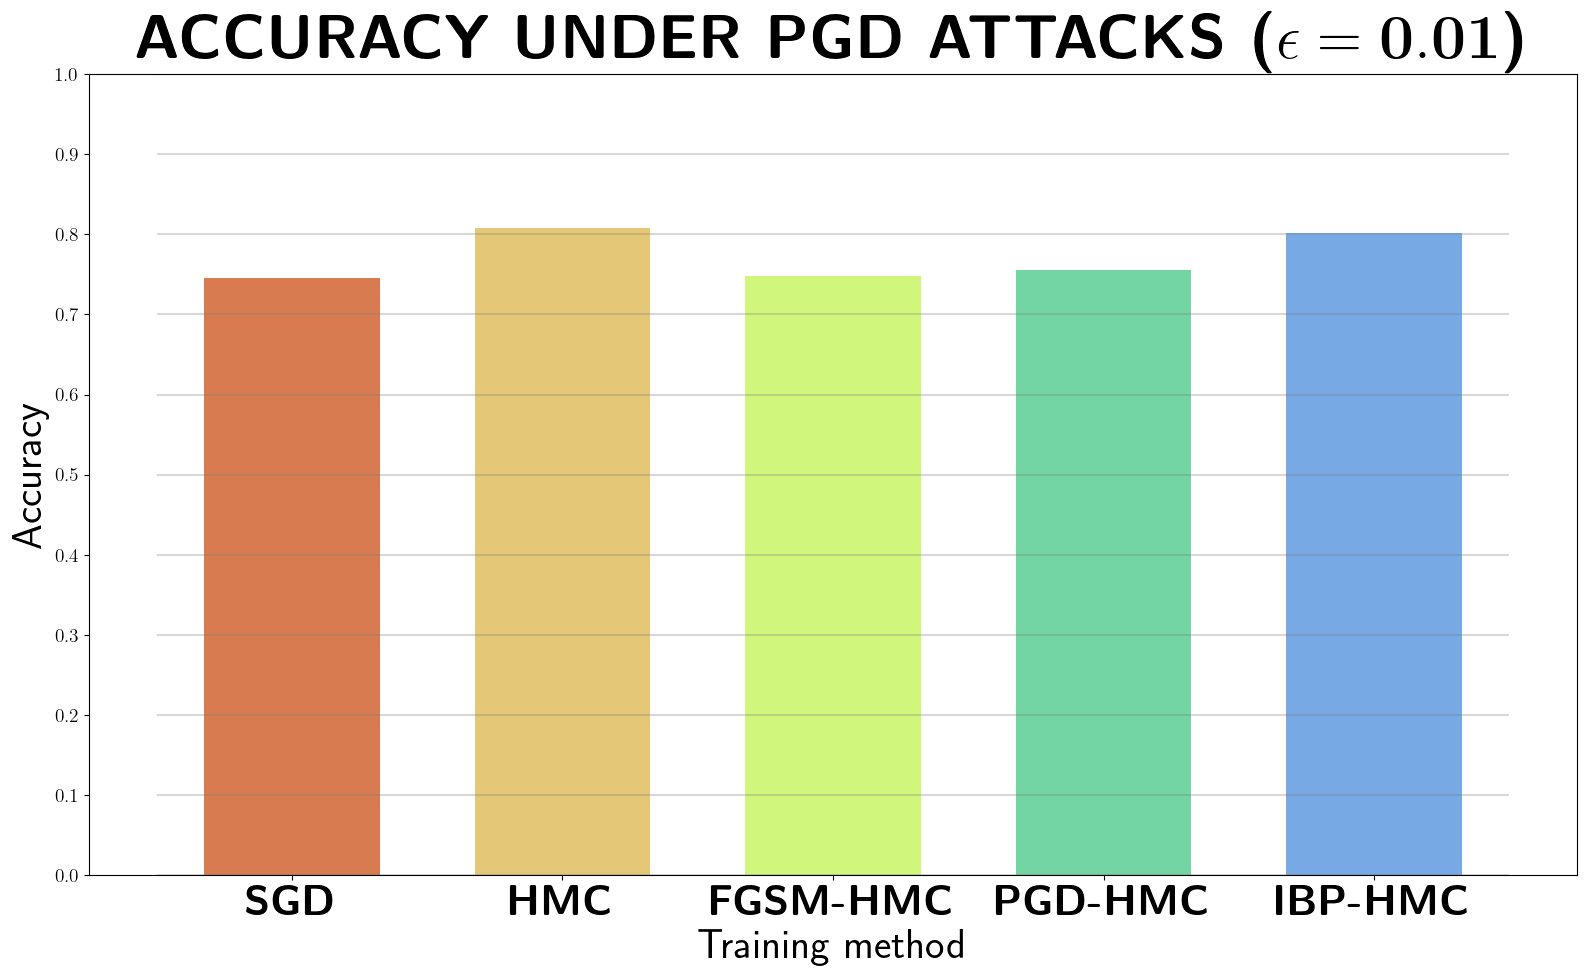 ACCURACY UNDER PGD ATTACKS (ϵ = 0.01)
1.0
0.9
0.8
0.7
0.6
0.5
0.4
0.3
0.2
0.1
0.0
Accuracy
SGD HMC FGSM-HMC PGD-HMC IBP-HMC
Training method